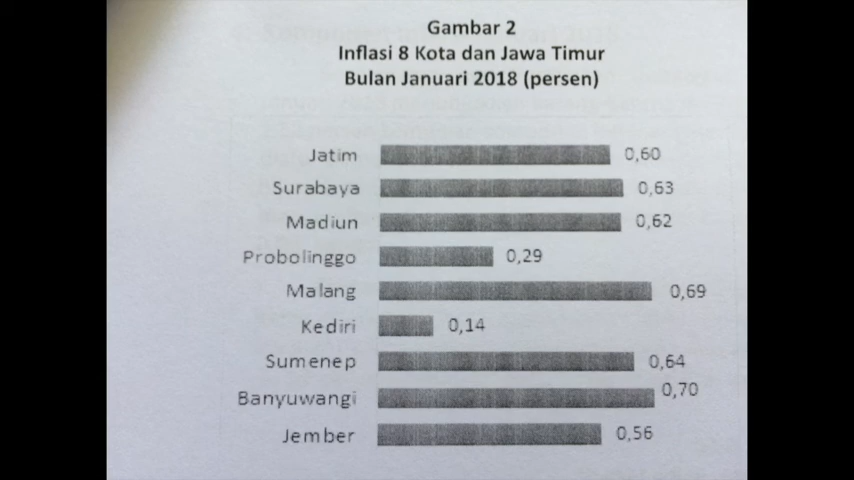 Gambar 2
Inflasi 8 Kota dan Jawa Timur
Bulan Januari 2018 (persen)
Jatim 0,60
Surabaya 0,63
Madiun 0,62
Probolinggo 0,29
Malang 0,69
Kediri 0,14
Sumenep 0,64
Banyuwangi 0,70
Jember 0,56